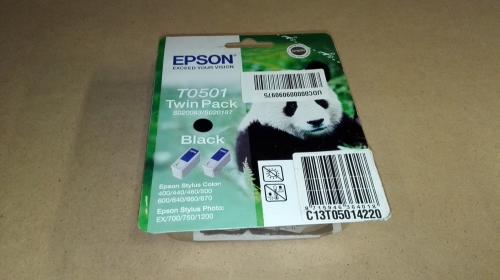 EPSON
EXCEED YOUR VISION
T0501
Twin Pack
S020093/S020187
Black
Epson Stylus Color:
400/440/460/500
600/640/660/670
Epson Stylus Photo:
EX/700/750/1200
C13T05014220